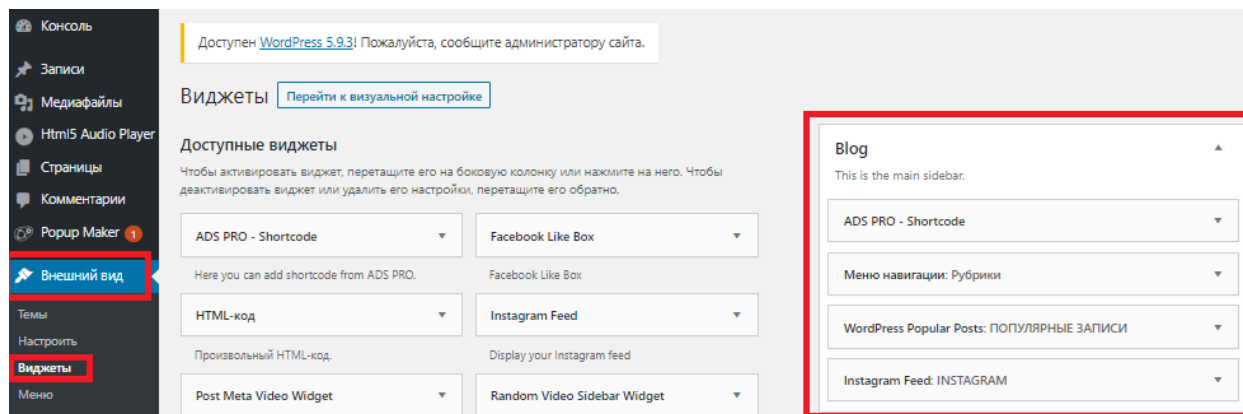 Консоль
Записи
Медиафайлы
Html5 Audio Player
Страницы
Комментарии
Popup Maker 1
Внешний вид
Темы
Настроить
Виджеты
Меню
Доступен WordPress 5.9.3! Пожалуйста, сообщите администратору сайта.
Виджеты Перейти к визуальной настройке
Доступные виджеты
Чтобы активировать виджет, перетащите его на боковую колонку или нажмите на него. Чтобы
деактивировать виджет или удалить его настройки, перетащите его обратно.
ADS PRO - Shortcode
Here you can add shortcode from ADS PRO.
Facebook Like Box
Facebook Like Box
HTML-код
Произвольный HTML-код.
Instagram Feed
Display your Instagram feed
Post Meta Video Widget
Random Video Sidebar Widget
Blog
This is the main sidebar.
ADS PRO - Shortcode
Меню навигации: Рубрики
WordPress Popular Posts: ПОПУЛЯРНЫЕ ЗАПИСИ
Instagram Feed: INSTAGRAM